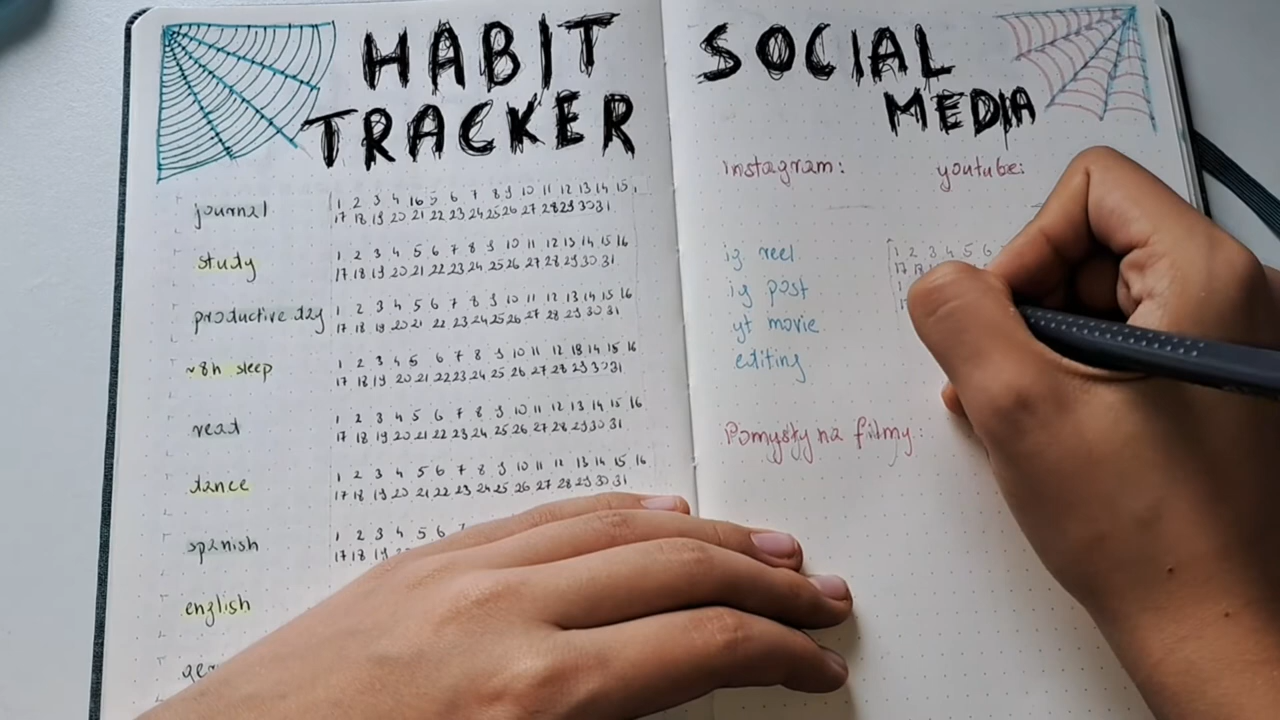 HABIT
TRACKER
journal
1 2 3 4 16 5 6 7 8 9 10 11 12 13 14 15
17 18 19 20 21 22 23 24 25 26 27 28 29 30 31
study
1 2 3 4 5 6 7 8 9 10 11 12 13 14 15 16
17 18 19 20 21 22 23 24 25 26 27 28 29 30 31
productive day
1 2 3 4 5 6 7 8 9 10 11 12 13 14 15 16
17 18 19 20 21 22 23 24 25 26 27 28 29 30 31
~8h sleep
1 2 3 4 5 6 7 8 9 10 11 12 13 14 15 16
17 18 19 20 21 22 23 24 25 26 27 28 29 30 31
read
1 2 3 4 5 6 7 8 9 10 11 12 13 14 15 16
17 18 19 20 21 22 23 24 25 26 27 28 29 30 31
dance
1 2 3 4 5 6 7 8 9 10 11 12 13 14 15 16
17 18 19 20 21 22 23 24 25 26 27 28 29 30 31
spanish
1 2 3 4 5 6
17 18 19
english
SOCIAL
MEDIA
instagram: youtube:
ig reel
1 2 3 4 5 6
17
ig post
yt movie
editing
Pomysły na filmy: